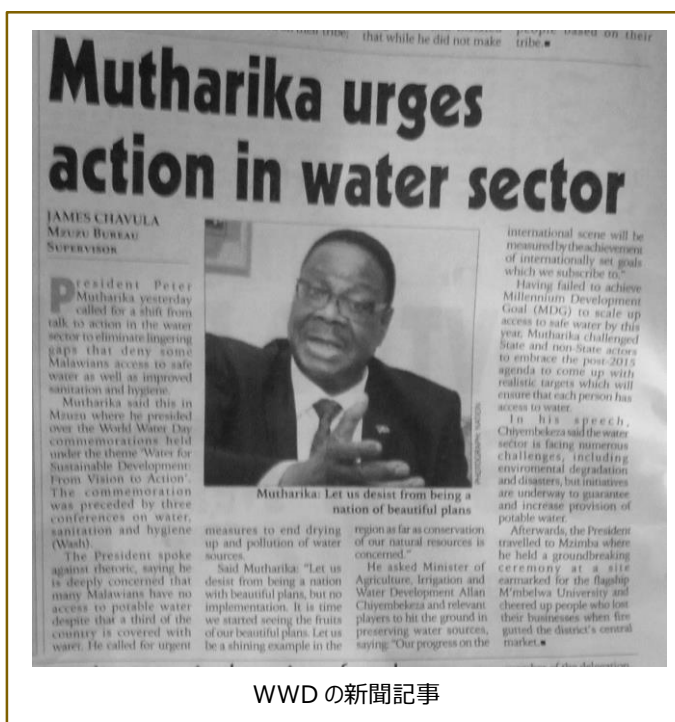 that while he did not make
people based on their
tribe.■
Mutharika urges
action in water sector
JAMES CHAVULA
MZUZU BUREAU
SUPERVISOR
President Peter
Mutharika yesterday
called for a shift from
talk to action in the water
sector to eliminate lingering
gaps that deny some
Malawians access to safe
water as well as improved
sanitation and hygiene.
Mutharika said this in
Mzuzu where he presided
over the World Water Day
commemorations held
under the theme 'Water for
Sustainable Development:
From Vision to Action'.
The commemoration
was preceded by three
conferences on water,
sanitation and hygiene
(Wash).
The President spoke
against rhetoric, saying he
is deeply concerned that
many Malawians have no
access to potable water
despite that a third of the
country is covered with
water. He called for urgent
PHOTOGRAPH: NATION
Mutharika: Let us desist from being a
nation of beautiful plans
measures to end drying
up and pollution of water
sources.
Said Mutharika: "Let us
desist from being a nation
with beautiful plans, but no
implementation. It is time
we started seeing the fruits
of our beautiful plans. Let us
be a shining example in the
region as far as conservation
of our natural resources is
concerned."
He asked Minister of
Agriculture, Irrigation and
Water Development Allan
Chiyembekeza and relevant
players to hit the ground in
preserving water sources,
saying: "Our progress on the
international scene will be
measured by the achievement
of internationally set goals
which we subscribe to."
Having failed to achieve
Millennium Development
Goal (MDG) to scale up
access to safe water by this
year, Mutharika challenged
State and non-State actors
to embrace the post-2015
agenda to come up with
realistic targets which will
ensure that each person has
access to water.
In his speech,
Chiyembekeza said the water
sector is facing numerous
challenges, including
enviromental degradation
and disasters, but initiatives
are underway to guarantee
and increase provision of
potable water.
Afterwards, the President
travelled to Mzimba where
he held a groundbreaking
ceremony at a site
earmarked for the flagship
M'mbelwa University and
cheered up people who lost
their businesses when fire
gutted the district's central
market.■
WWD の新聞記事